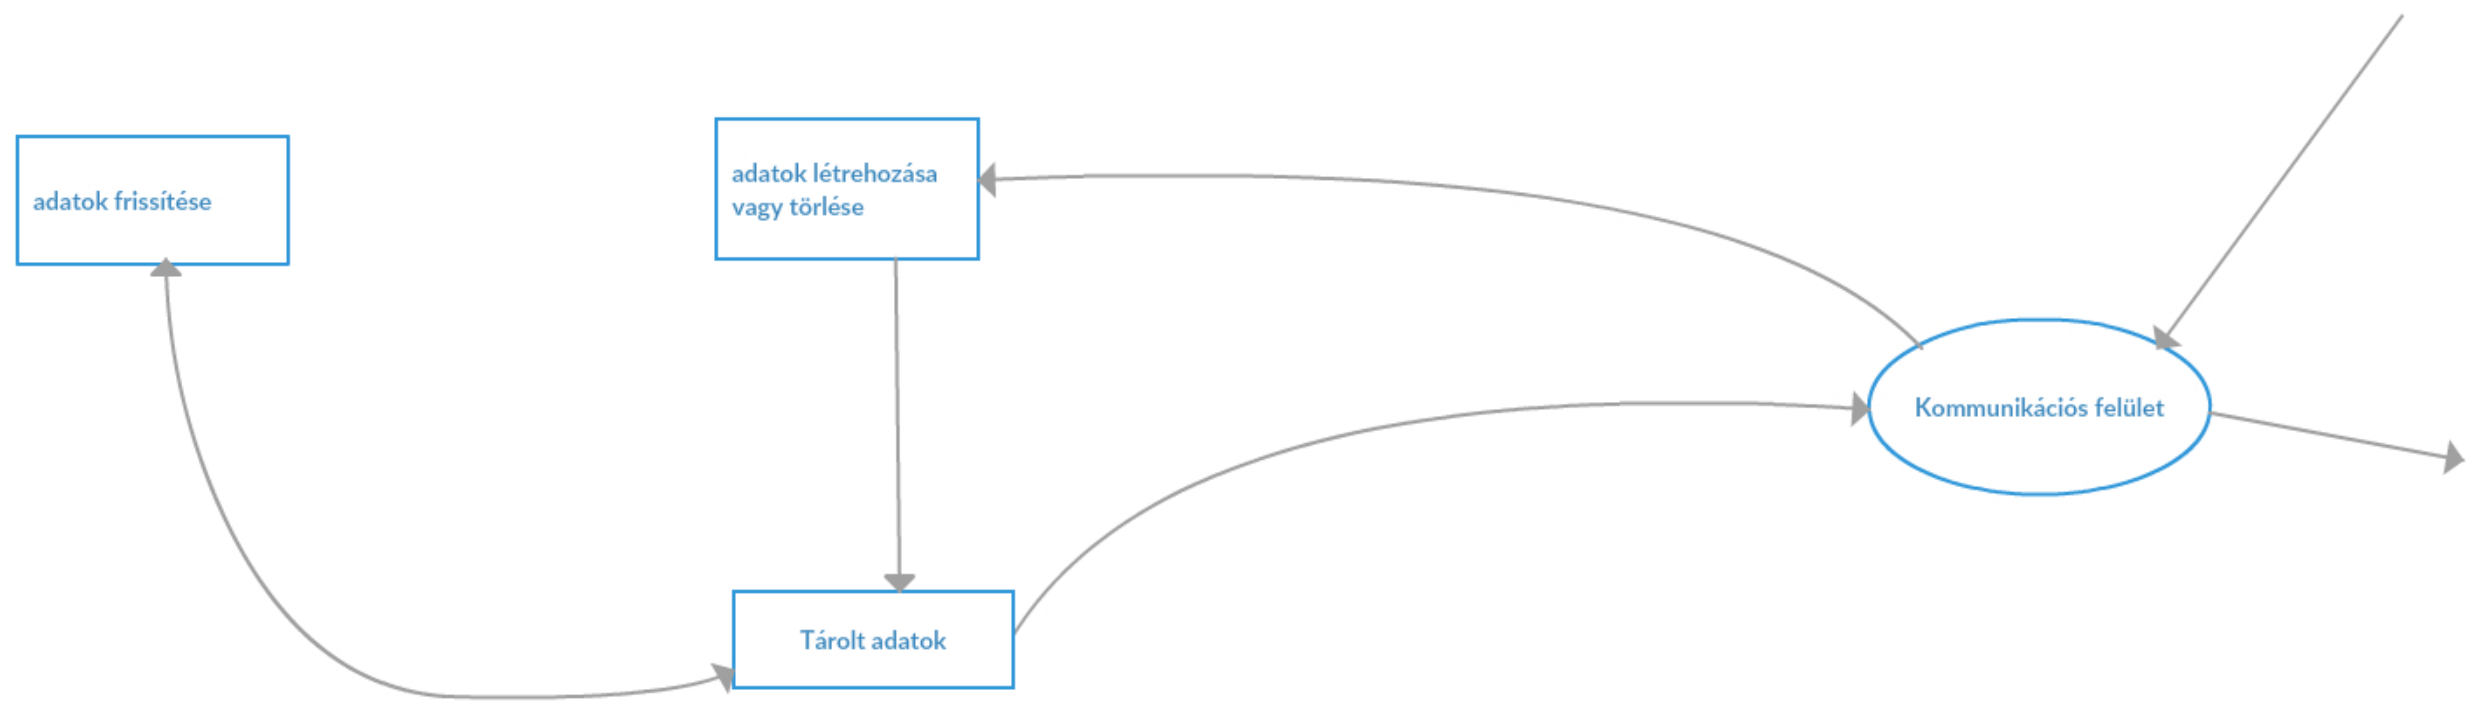 adatok frissítése
adatok létrehozása
vagy törlése
Kommunikációs felület
Tárolt adatok